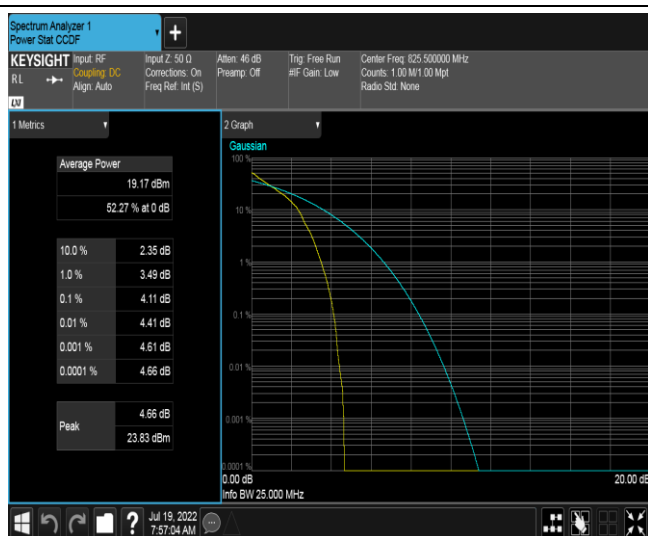 Spectrum Analyzer 1
Power Stat CCDF
+
KEYSIGHT
RL
LXI
Input: RF
Coupling: DC
Align: Auto
Input Z: 50 Ω
Corrections: On
Freq Ref: Int (S)
Atten: 46 dB
Preamp: Off
Trig: Free Run
#IF Gain: Low
Center Freq: 825.500000 MHz
Counts: 1.00 M/1.00 Mpt
Radio Std: None
1 Metrics
Average Power
19.17 dBm
52.27 % at 0 dB
10.0 % 2.35 dB
1.0 % 3.49 dB
0.1 % 4.11 dB
0.01 % 4.41 dB
0.001 % 4.61 dB
0.0001 % 4.66 dB
Peak
4.66 dB
23.83 dBm
2 Graph
Gaussian
100 %
10 %
1 %
0.1 %
0.01 %
0.001 %
0.0001 %
0.00 dB
20.00 dB
Info BW 25.000 MHz
?
Jul 19, 2022
7:57:04 AM